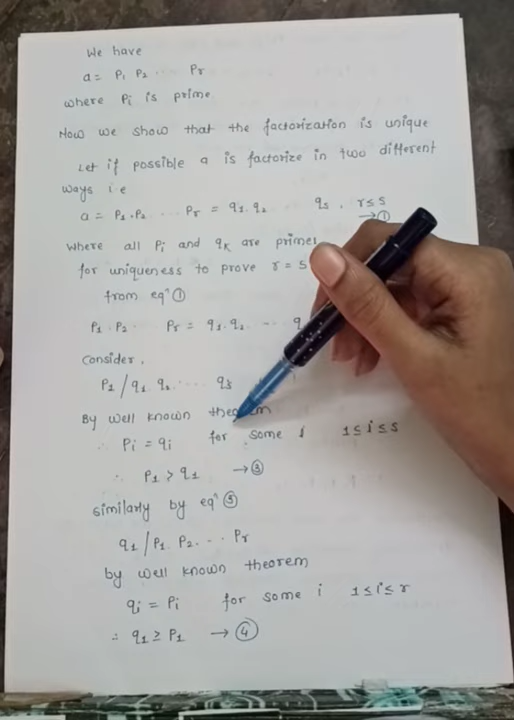 We have
a = P1 P2 ..... Pr
where Pi is prime
Now we show that the factorization is unique
Let if possible a is factorize in two different
ways i.e
a = P1.P2 ..... Pr = q1.q2 qs , r≤s
→①
where all Pi and qk are primes
for uniqueness to prove r = s
from eqⁿ ①
P1.P2 .. Pr = q1.q2. --- q
Consider,
P1/q1 q2 ..... qs
By well known theorem
∴ Pi = qi for some i 1≤i≤s
∴ P1 > q1 →③
similarly by eqⁿ ③
q1/P1. P2... Pr
by well known theorem
qi = Pi for some i 1≤i≤r
∴ q1 ≥ P1 →④